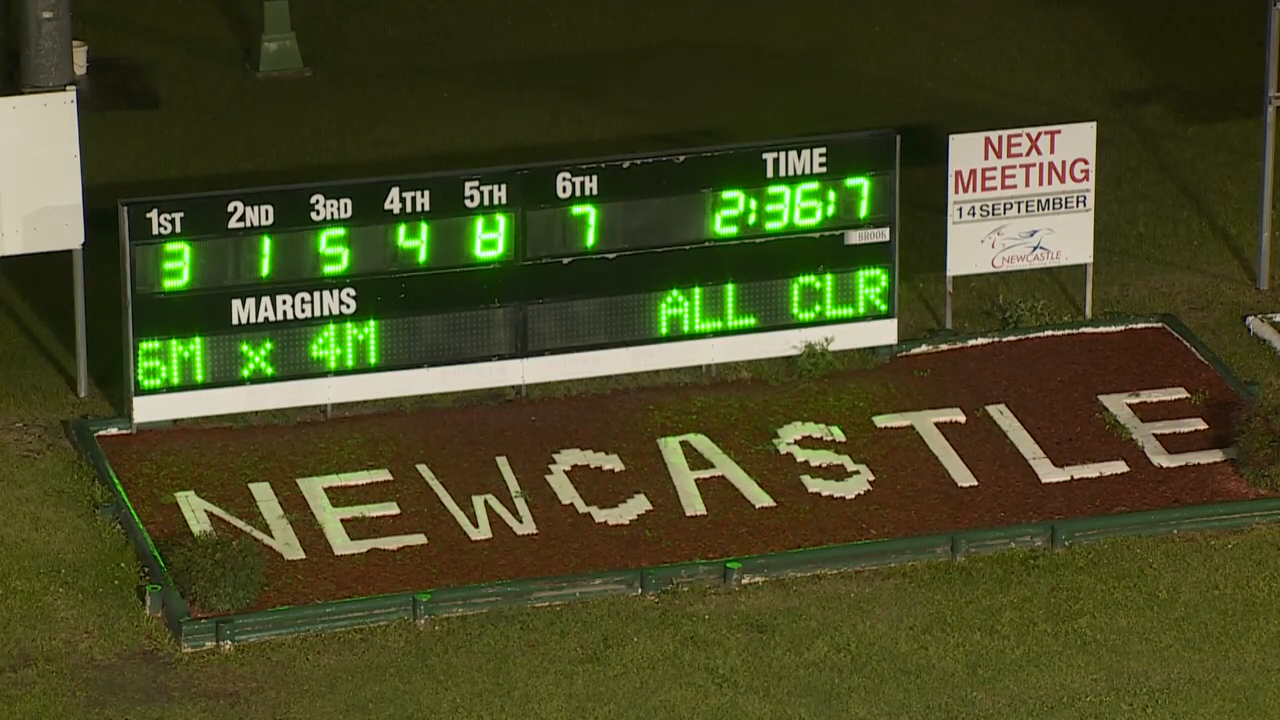 1ST 2ND 3RD 4TH 5TH 6TH TIME
3 1 5 4 8 7 2:36:7
BROOK
MARGINS
6M x 4M ALL CLR
NEXT
MEETING
14 SEPTEMBER
NEWCASTLE
NEWCASTLE